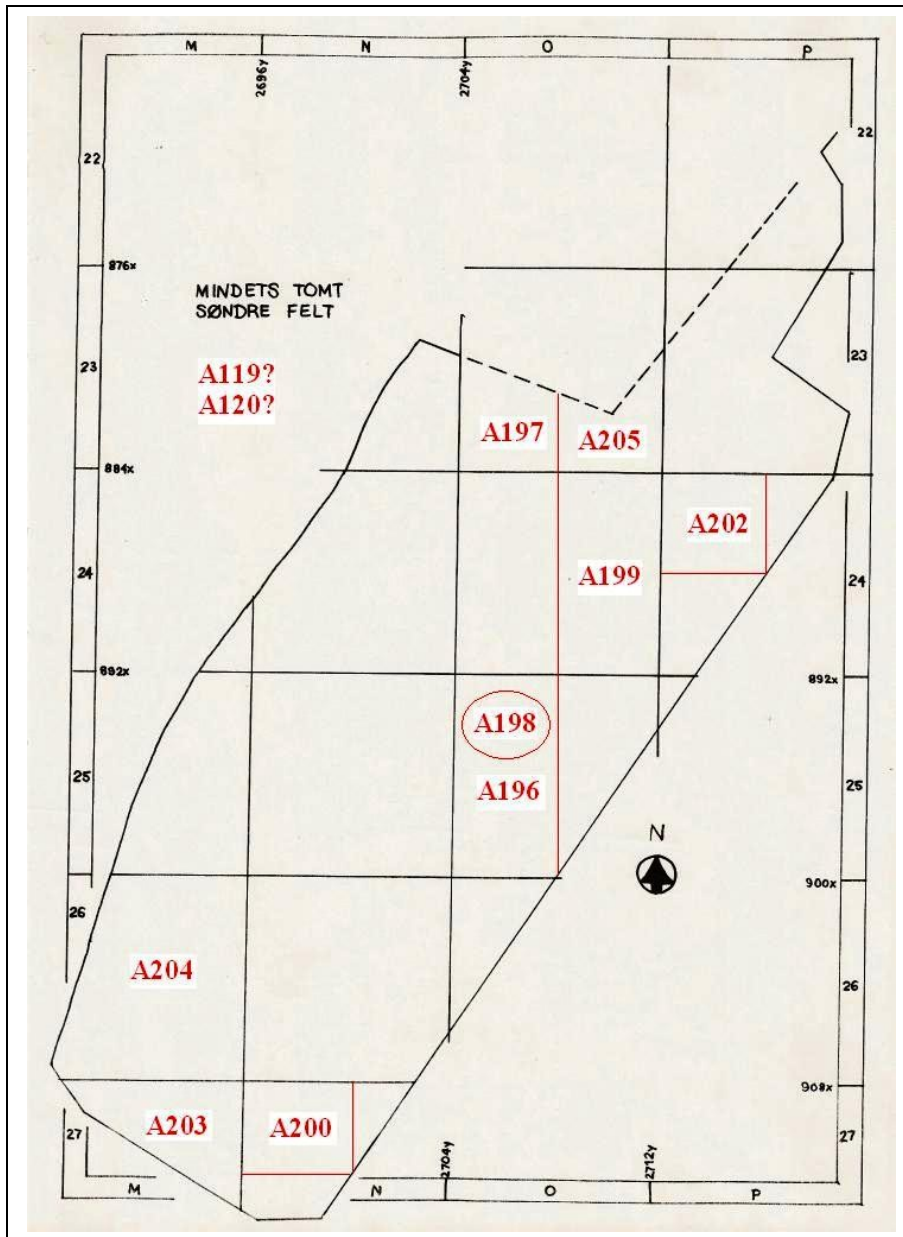 M N O P
2696y 2704y
22 22
876x
MINDETS TOMT
SØNDRE FELT
23 23
A119?
A120?
A197 A205
884x
A202
24 A199 24
892x 892x
A198
25 A196 25
N
900x
26
A204
26
908x
A203 A200
27 27
2704y 2712y
M N O P